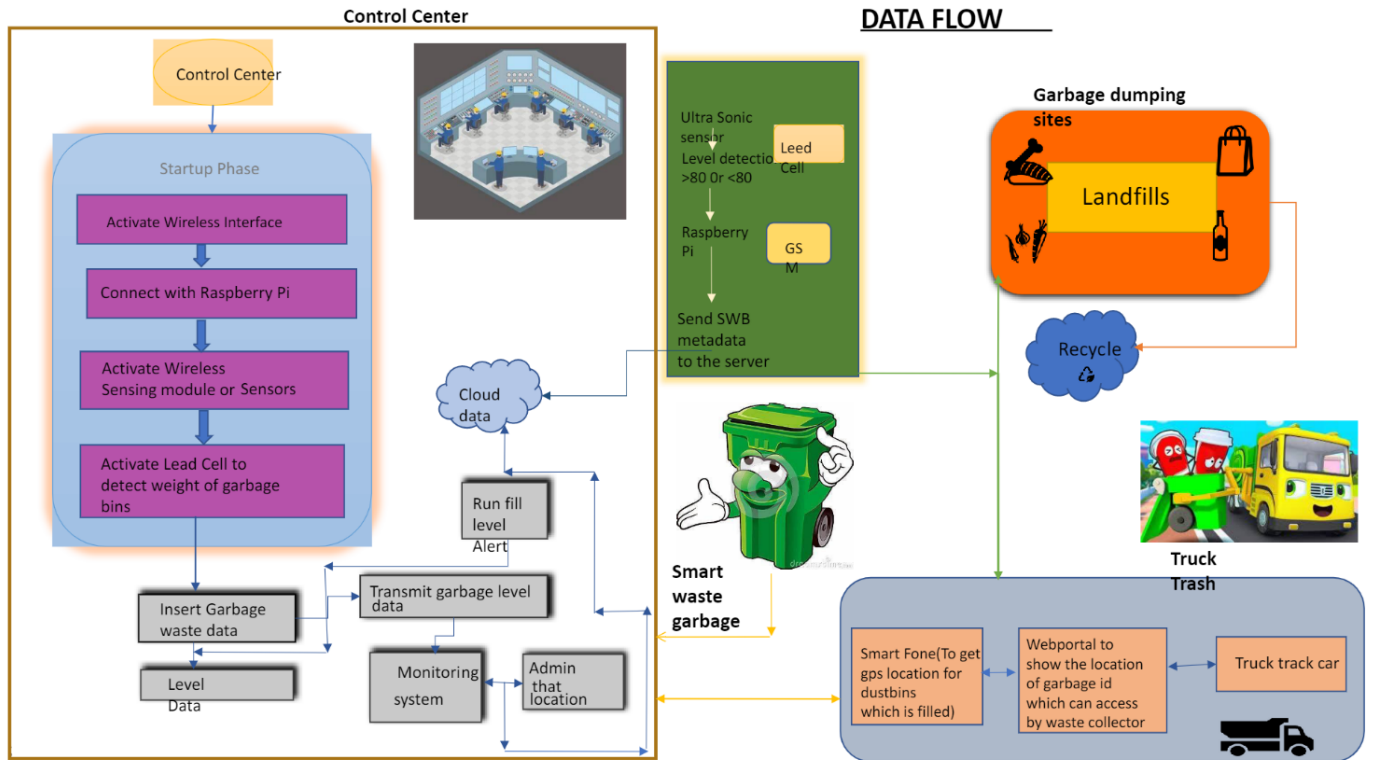 Control Center
DATA FLOW
Control Center
Startup Phase
Activate Wireless Interface
Connect with Raspberry Pi
Activate Wireless
Sensing module or Sensors
Activate Lead Cell to
detect weight of garbage
bins
Insert Garbage
waste data
Level
Data
Cloud
data
Run fill
level
Alert
Transmit garbage level
data
Monitoring
system
Admin
that
location
Ultra Sonic
sensor
Level detectio
>80 0r <80
Raspberry
Pi
Send SWB
metadata
to the server
Leed
Cell
GS
M
Smart
waste
garbage
Garbage dumping
sites
Landfills
Recycle
Truck
Trash
Smart Fone(To get
gps location for
dustbins
which is filled)
Webportal to
show the location
of garbage id
which can access
by waste collector
Truck track car